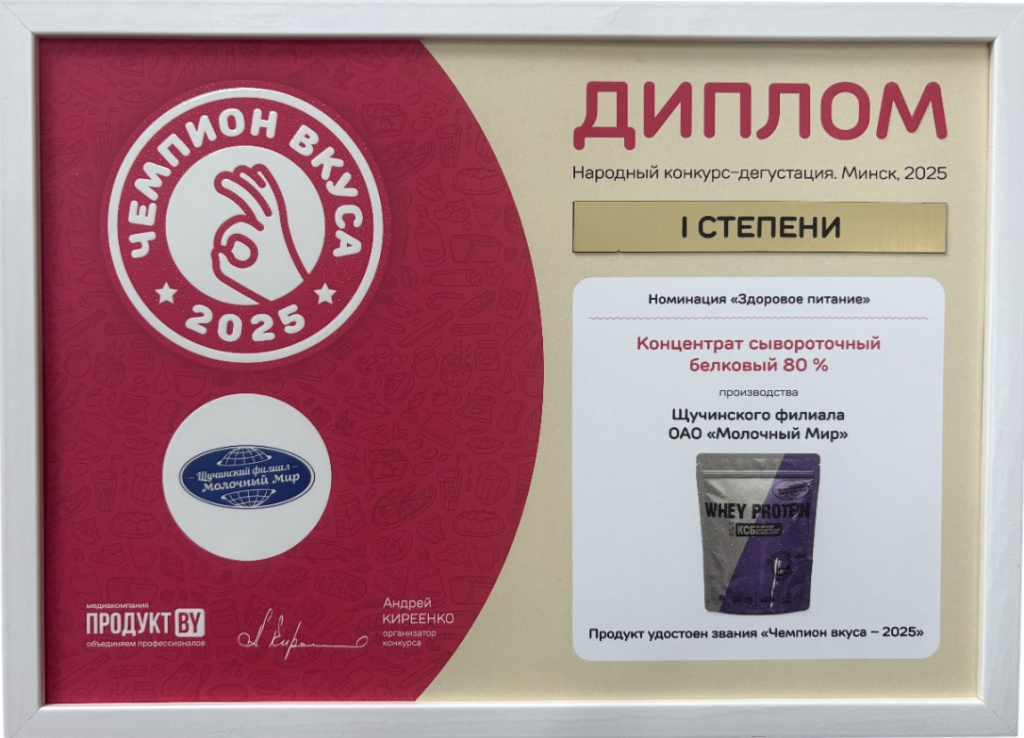 ЧЕМПИОН ВКУСА
2025
Щучинский филиал
Молочный Мир
медиакомпания
ПРОДУКТ BY
объединяем профессионалов
Андрей
КИРЕЕНКО
организатор
конкурса
ДИПЛОМ
Народный конкурс-дегустация. Минск, 2025
I СТЕПЕНИ
Номинация «Здоровое питание»
Концентрат сывороточный
белковый 80 %
производства
Щучинского филиала
ОАО «Молочный Мир»
WHEY PROTEIN
КСБ
Продукт удостоен звания «Чемпион вкуса – 2025»